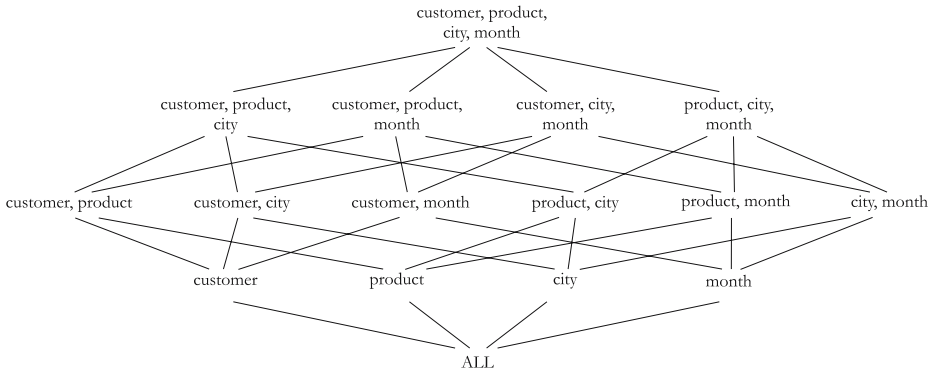 customer, product,
city, month
customer, product,
city
customer, product,
month
customer, city,
month
product, city,
month
customer, product
customer, city
customer, month
product, city
product, month
city, month
customer
product
city
month
ALL